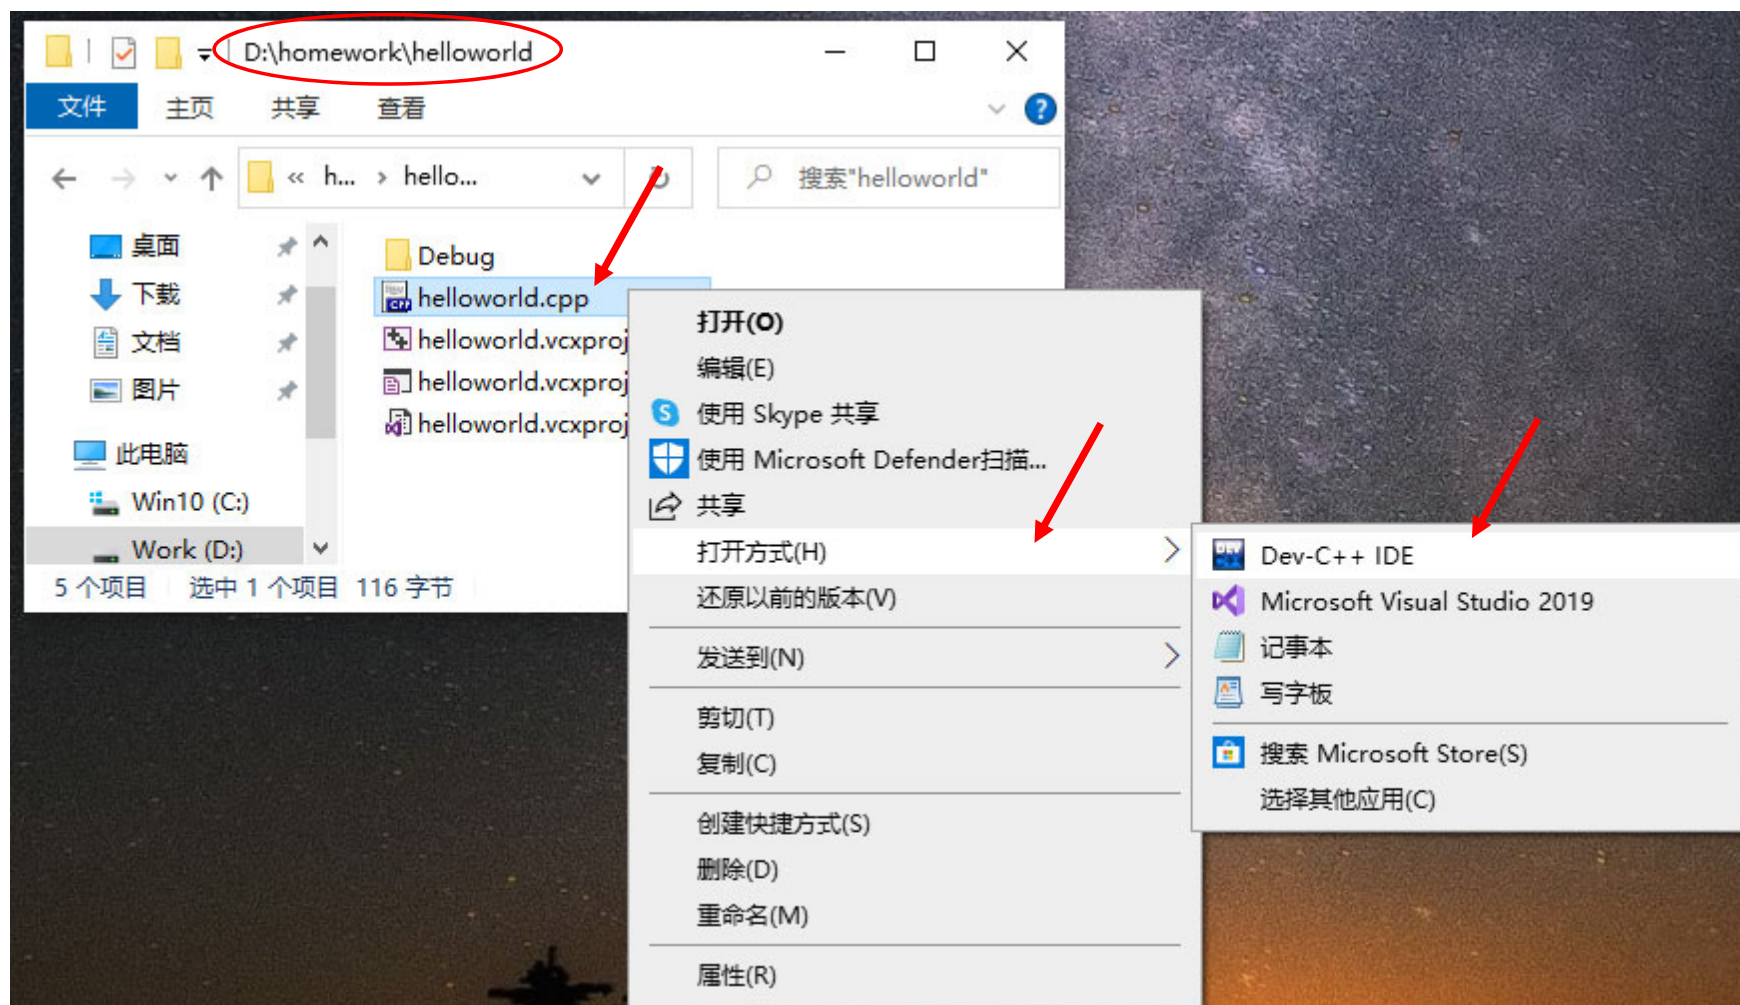 D:\homework\helloworld
文件 主页 共享 查看
« h... › hello...
搜索"helloworld"
桌面
下载
文档
图片
此电脑
Win10 (C:)
Work (D:)
Debug
helloworld.cpp
helloworld.vcxproj
helloworld.vcxproj
helloworld.vcxproj
5 个项目 选中 1 个项目 116 字节
打开(O)
编辑(E)
使用 Skype 共享
使用 Microsoft Defender扫描...
共享
打开方式(H)
还原以前的版本(V)
发送到(N)
剪切(T)
复制(C)
创建快捷方式(S)
删除(D)
重命名(M)
属性(R)
Dev-C++ IDE
Microsoft Visual Studio 2019
记事本
写字板
搜索 Microsoft Store(S)
选择其他应用(C)